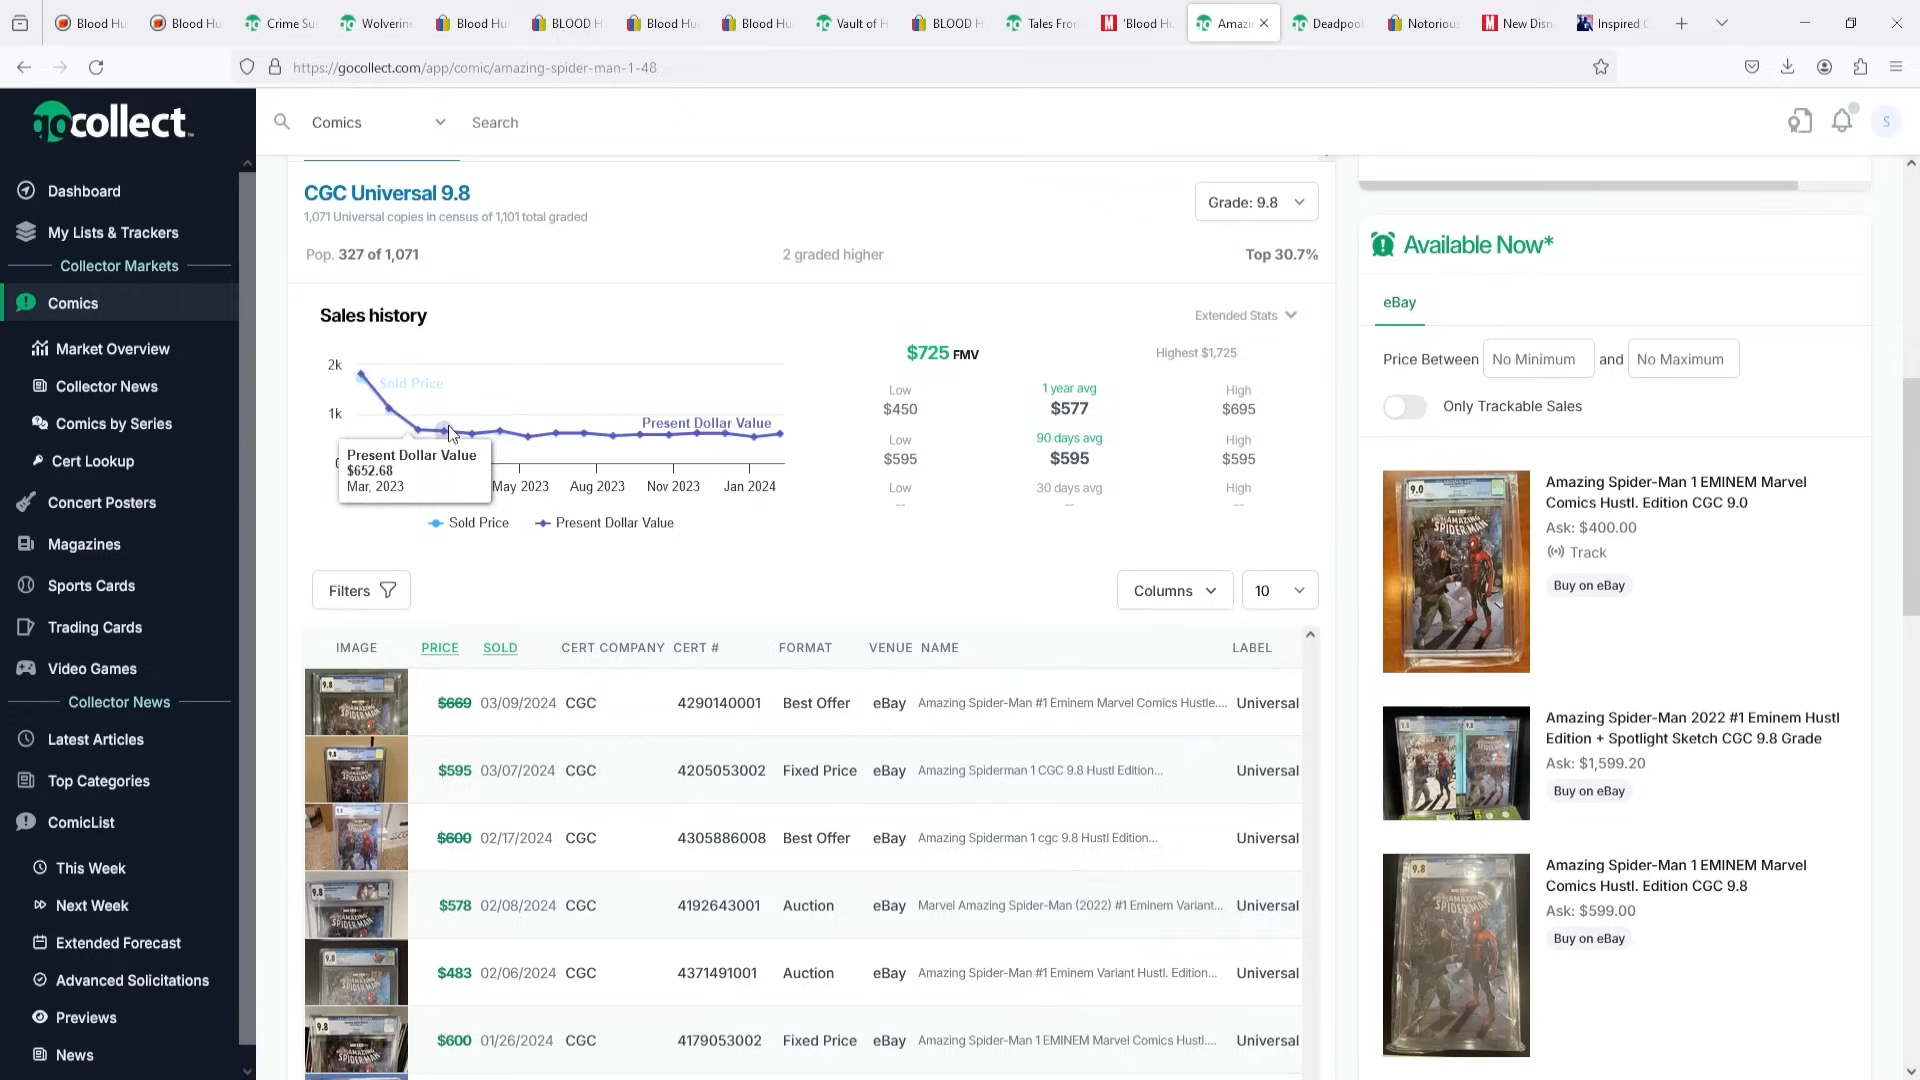 Blood Hu
Blood Hu
Crime Su
Wolverin
Blood Hu
BLOOD H
Blood Hu
Blood Hu
Vault of H
BLOOD H
Tales Fron
'Blood Hu
Amazi
Deadpool
Notorious
New Disn
Inspired C
https://gocollect.com/app/comic/amazing-spider-man-1-48
gocollect™
Comics
Search
S
Dashboard
My Lists & Trackers
Collector Markets
Comics
Market Overview
Collector News
Comics by Series
Cert Lookup
Concert Posters
Magazines
Sports Cards
Trading Cards
Video Games
Collector News
Latest Articles
Top Categories
ComicList
This Week
Next Week
Extended Forecast
Advanced Solicitations
Previews
News
CGC Universal 9.8
1,071 Universal copies in census of 1,101 total graded
Grade: 9.8
Pop. 327 of 1,071
2 graded higher
Top 30.7%
Sales history
Extended Stats
2k
1k
0
Sold Price
Present Dollar Value
Present Dollar Value
$652.68
Mar, 2023
May 2023
Aug 2023
Nov 2023
Jan 2024
Sold Price
Present Dollar Value
$725 FMV
Highest $1,725
Low
$450
1 year avg
$577
High
$695
Low
$595
90 days avg
$595
High
$595
Low
--
30 days avg
--
High
--
Filters
Columns
10
IMAGE PRICE SOLD CERT COMPANY CERT # FORMAT VENUE NAME LABEL
$669 03/09/2024 CGC 4290140001 Best Offer eBay Amazing Spider-Man #1 Eminem Marvel Comics Hustle.... Universal
$595 03/07/2024 CGC 4205053002 Fixed Price eBay Amazing Spiderman 1 CGC 9.8 Hustl Edition... Universal
$600 02/17/2024 CGC 4305886008 Best Offer eBay Amazing Spiderman 1 cgc 9.8 Hustl Edition... Universal
$578 02/08/2024 CGC 4192643001 Auction eBay Marvel Amazing Spider-Man (2022) #1 Eminem Variant... Universal
$483 02/06/2024 CGC 4371491001 Auction eBay Amazing Spider-Man #1 Eminem Variant Hustl. Edition... Universal
$600 01/26/2024 CGC 4179053002 Fixed Price eBay Amazing Spider-Man 1 EMINEM Marvel Comics Hustl.... Universal
Available Now*
eBay
Price Between No Minimum and No Maximum
Only Trackable Sales
9.0
SPIDER-MAN
Amazing Spider-Man 1 EMINEM Marvel
Comics Hustl. Edition CGC 9.0
Ask: $400.00
Track
Buy on eBay
Amazing Spider-Man 2022 #1 Eminem Hustl
Edition + Spotlight Sketch CGC 9.8 Grade
Ask: $1,599.20
Buy on eBay
9.8
SPIDER-MAN
Amazing Spider-Man 1 EMINEM Marvel
Comics Hustl. Edition CGC 9.8
Ask: $599.00
Buy on eBay